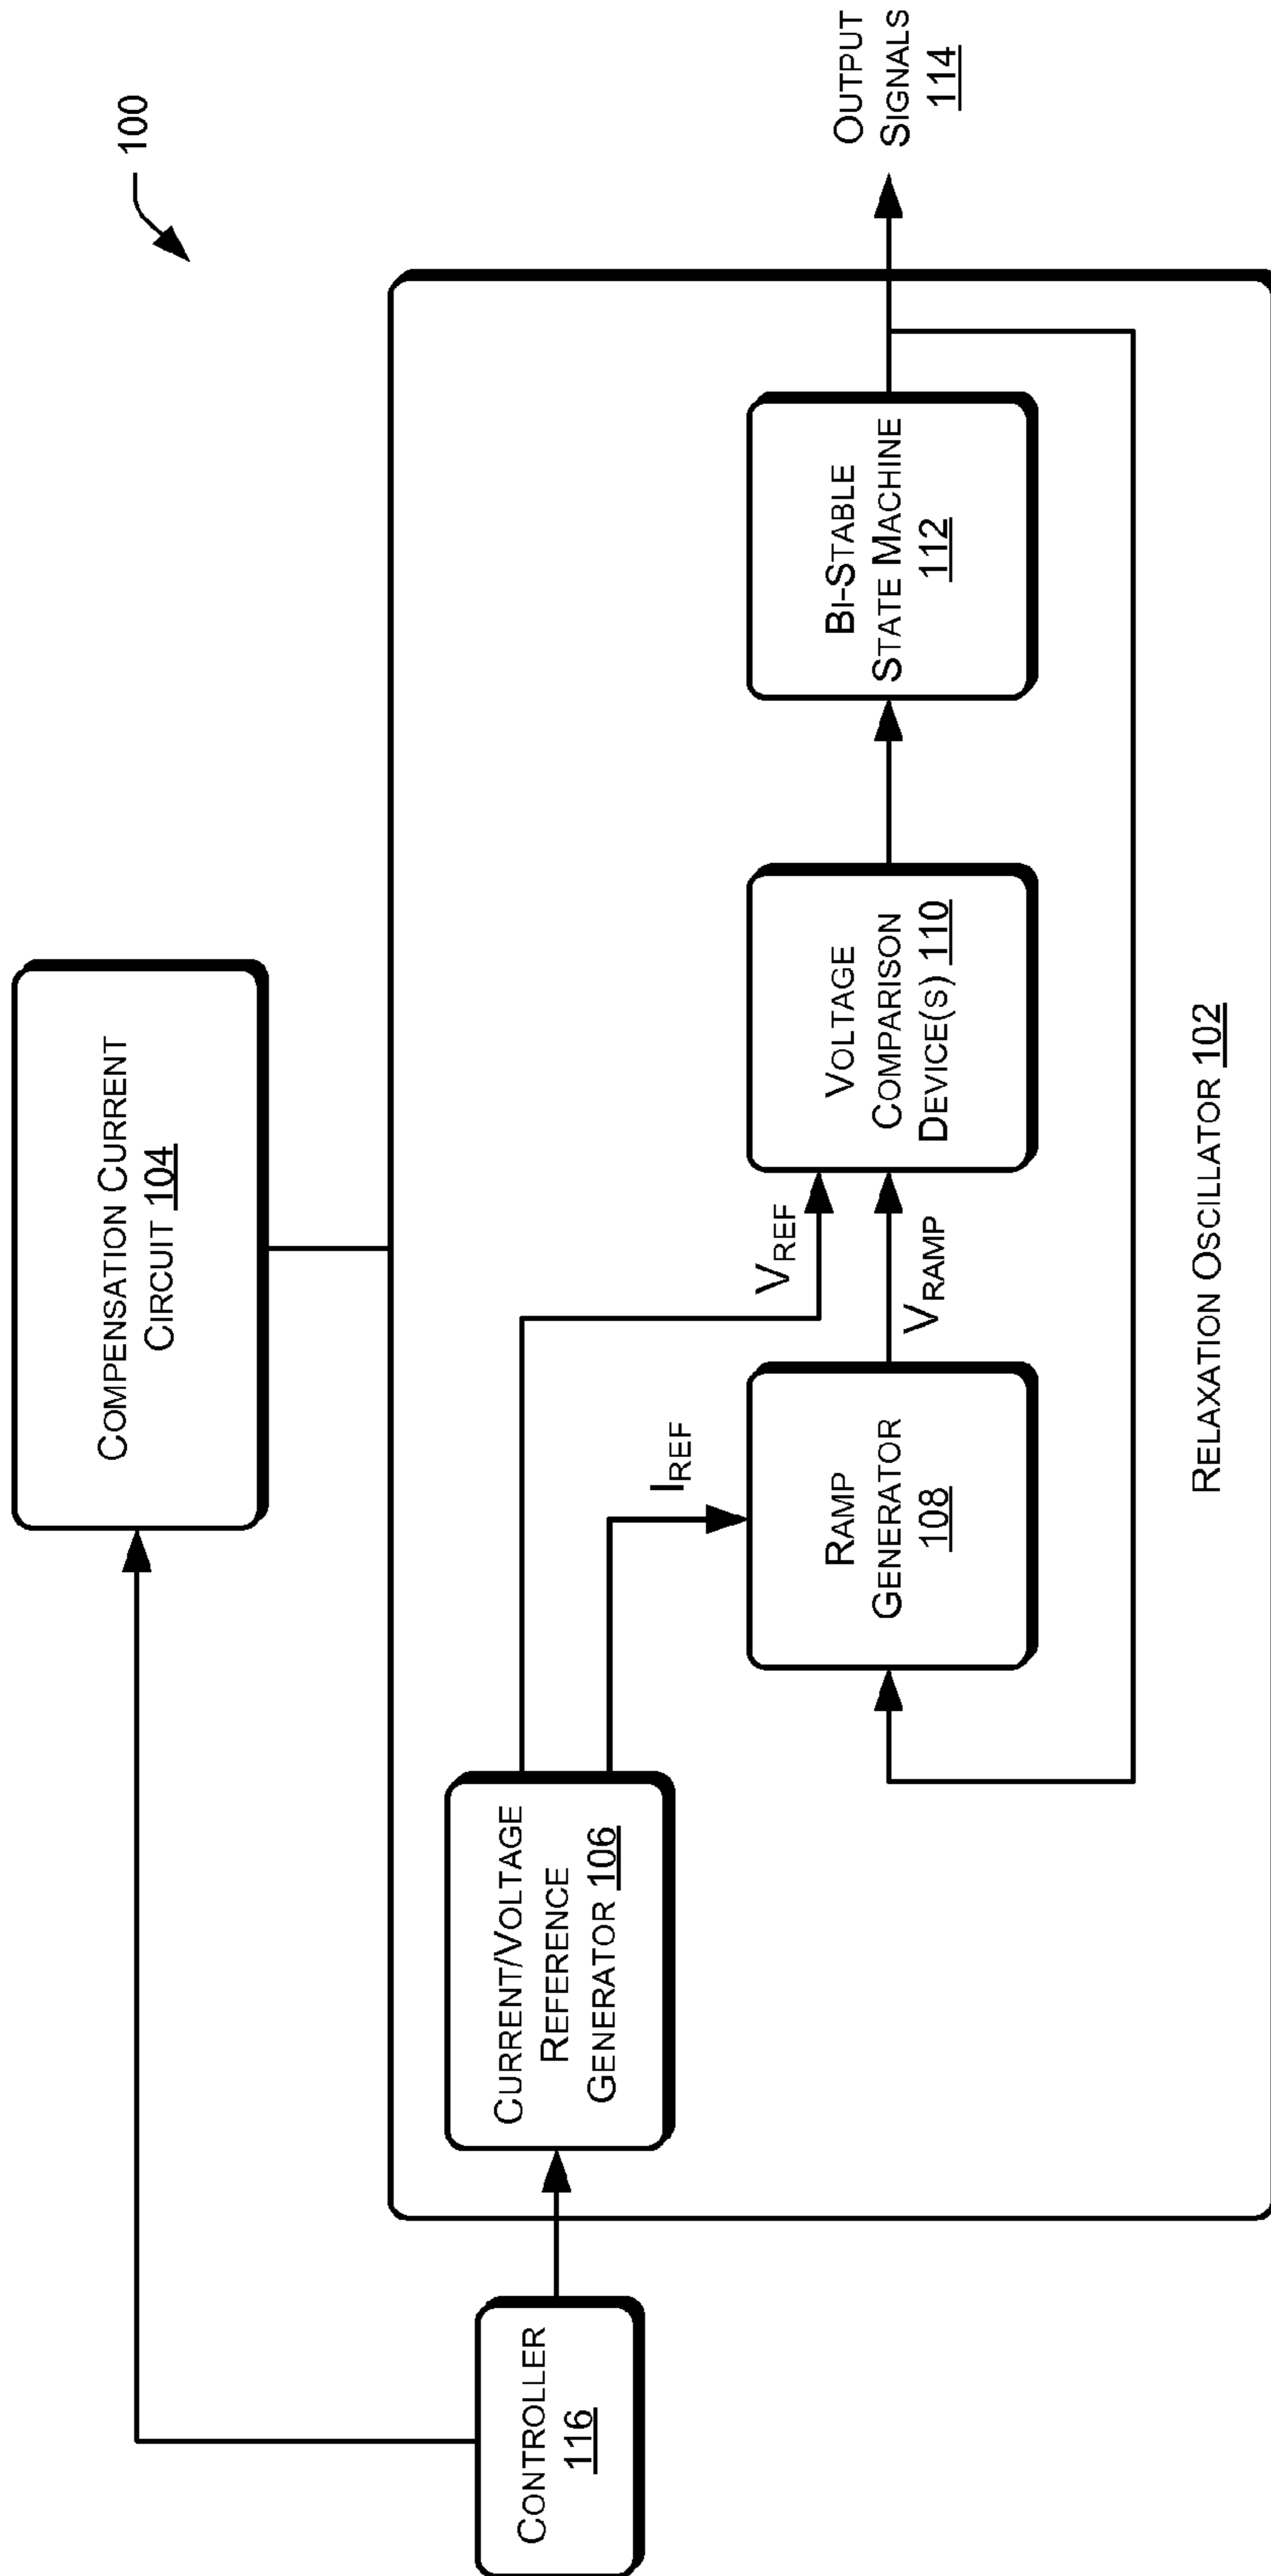 100
COMPENSATION CURRENT
CIRCUIT 104
CONTROLLER
116
CURRENT/VOLTAGE
REFERENCE
GENERATOR 106
IREF
VREF
RAMP
GENERATOR
108
VRAMP
VOLTAGE
COMPARISON
DEVICE(S) 110
BI-STABLE
STATE MACHINE
112
OUTPUT
SIGNALS
114
RELAXATION OSCILLATOR 102